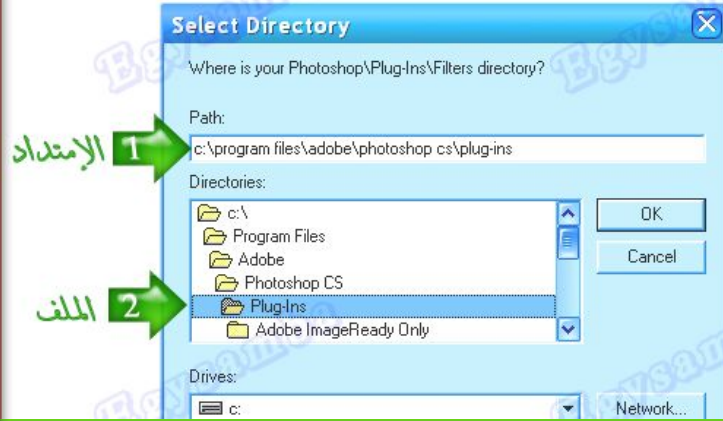 Select Directory
Where is your Photoshop\Plug-Ins\Filters directory?
Path:
الإمتداد 1
c:\program files\adobe\photoshop cs\plug-ins
Directories:
c:\
OK
Program Files
Adobe
Cancel
Photoshop CS
الملف 2
Plug-Ins
Adobe ImageReady Only
Drives:
c:
Network...
Egysamea